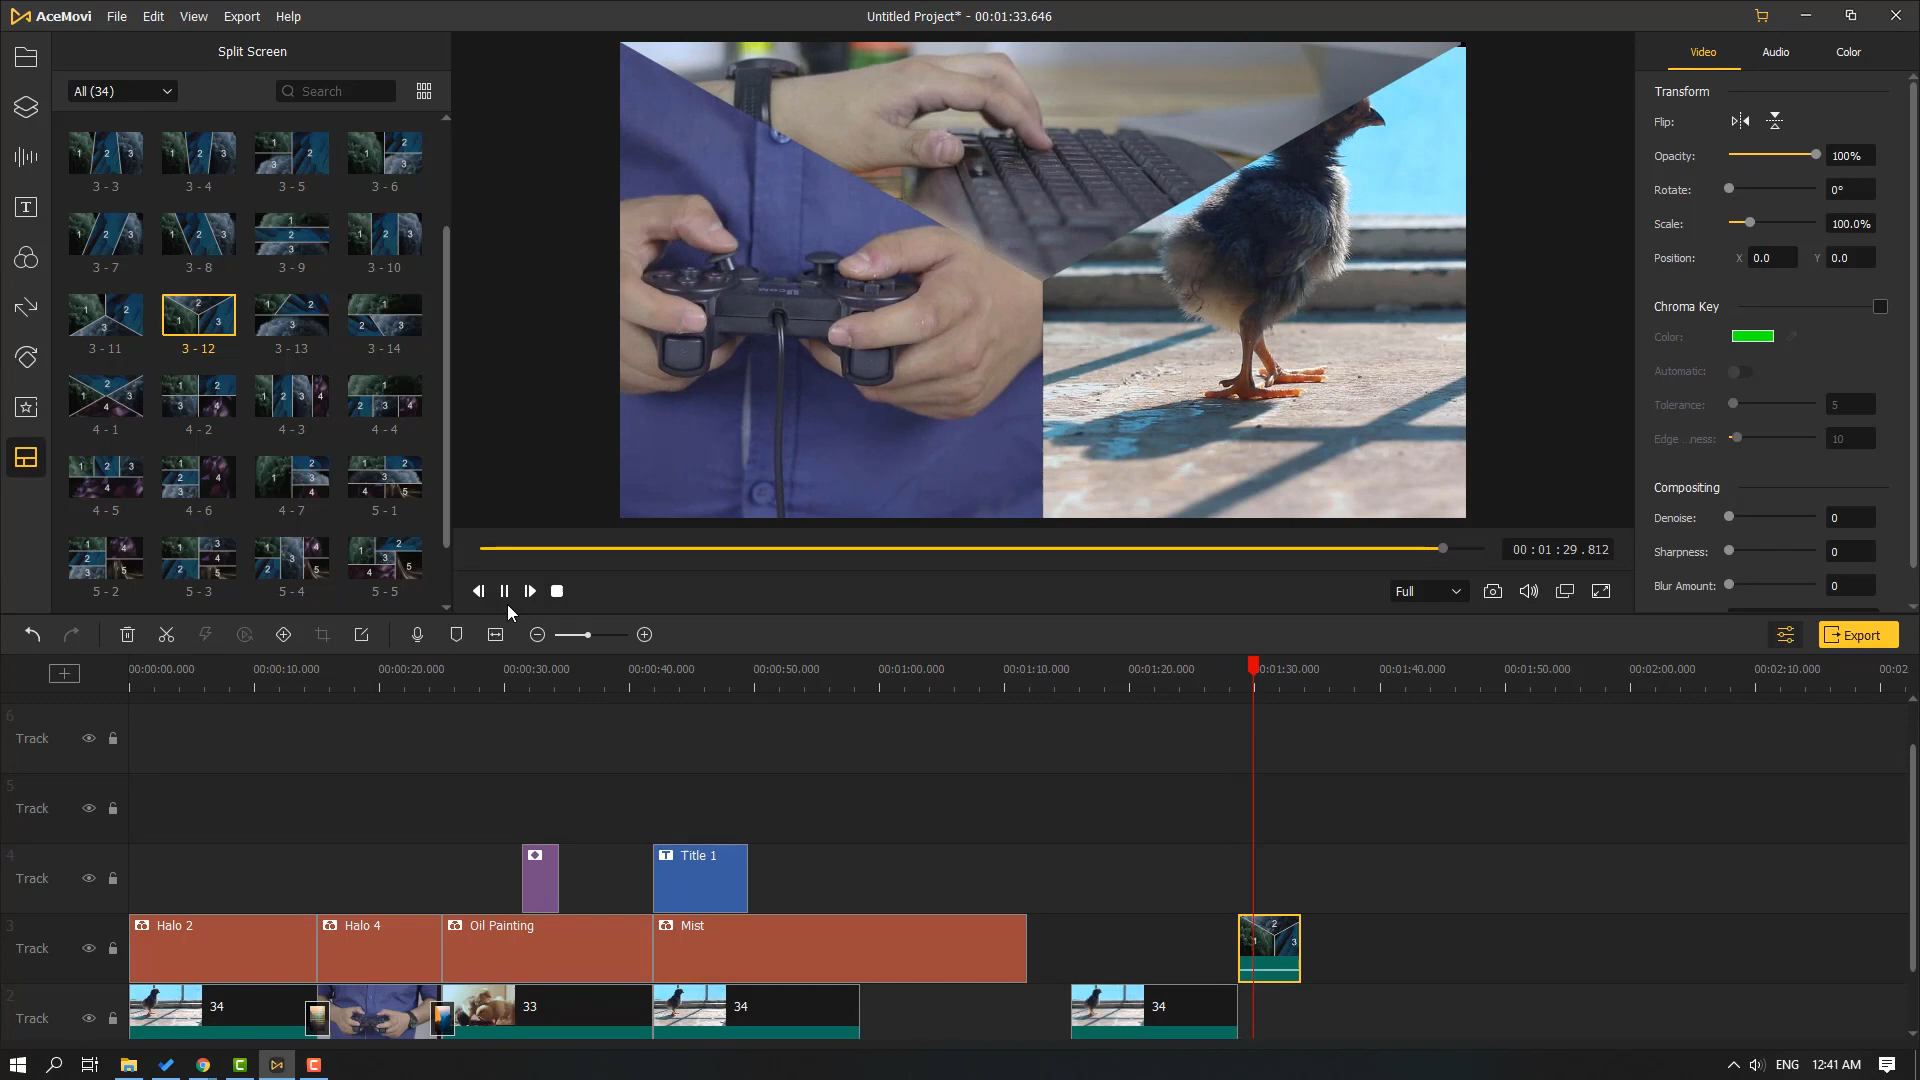 AceMovi File Edit View Export Help
Untitled Project* - 00:01:33.646
Split Screen
All (34)
Search
3 - 3 3 - 4 3 - 5 3 - 6
3 - 7 3 - 8 3 - 9 3 - 10
3 - 11 3 - 12 3 - 13 3 - 14
4 - 1 4 - 2 4 - 3 4 - 4
4 - 5 4 - 6 4 - 7 5 - 1
5 - 2 5 - 3 5 - 4 5 - 5
00 : 01 : 29 . 812
Full
Video Audio Color
Transform
Flip:
Opacity: 100%
Rotate: 0°
Scale: 100.0%
Position: X 0.0 Y 0.0
Chroma Key
Color:
Automatic:
Tolerance: 5
Edge ...ness: 10
Compositing
Denoise: 0
Sharpness: 0
Blur Amount: 0
Export
00:00:00.000 00:00:10.000 00:00:20.000 00:00:30.000 00:00:40.000 00:00:50.000 00:01:00.000 00:01:10.000 00:01:20.000 00:01:30.000 00:01:40.000 00:01:50.000 00:02:00.000 00:02:10.000 00:02
6
Track
5
Track
4
Track
Title 1
3
Track
Halo 2 Halo 4 Oil Painting Mist
1 2 3
2
Track
34 33 34 34
ENG 12:41 AM